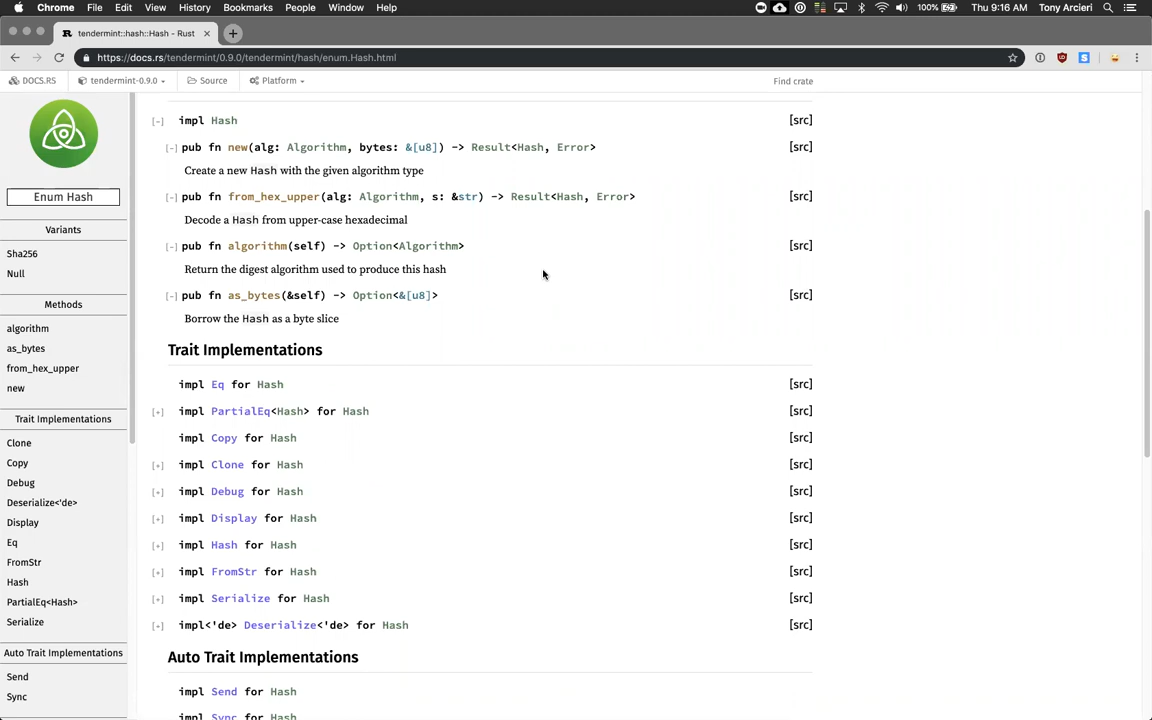 Chrome File Edit View History Bookmarks People Window Help 100% Thu 9:16 AM Tony Arcieri
tendermint::hash::Hash - Rust
https://docs.rs/tendermint/0.9.0/tendermint/hash/enum.Hash.html
DOCS.RS tendermint-0.9.0 Source Platform Find crate
Enum Hash
Variants
Sha256
Null
Methods
algorithm
as_bytes
from_hex_upper
new
Trait Implementations
Clone
Copy
Debug
Deserialize<'de>
Display
Eq
FromStr
Hash
PartialEq<Hash>
Serialize
Auto Trait Implementations
Send
Sync
[-] impl Hash [src]
[-] pub fn new(alg: Algorithm, bytes: &[u8]) -> Result<Hash, Error> [src]
Create a new Hash with the given algorithm type
[-] pub fn from_hex_upper(alg: Algorithm, s: &str) -> Result<Hash, Error> [src]
Decode a Hash from upper-case hexadecimal
[-] pub fn algorithm(self) -> Option<Algorithm> [src]
Return the digest algorithm used to produce this hash
[-] pub fn as_bytes(&self) -> Option<&[u8]> [src]
Borrow the Hash as a byte slice
Trait Implementations
impl Eq for Hash [src]
[+] impl PartialEq<Hash> for Hash [src]
impl Copy for Hash [src]
[+] impl Clone for Hash [src]
[+] impl Debug for Hash [src]
[+] impl Display for Hash [src]
[+] impl Hash for Hash [src]
[+] impl FromStr for Hash [src]
[+] impl Serialize for Hash [src]
[+] impl<'de> Deserialize<'de> for Hash [src]
Auto Trait Implementations
impl Send for Hash [src]
impl Sync for Hash [src]